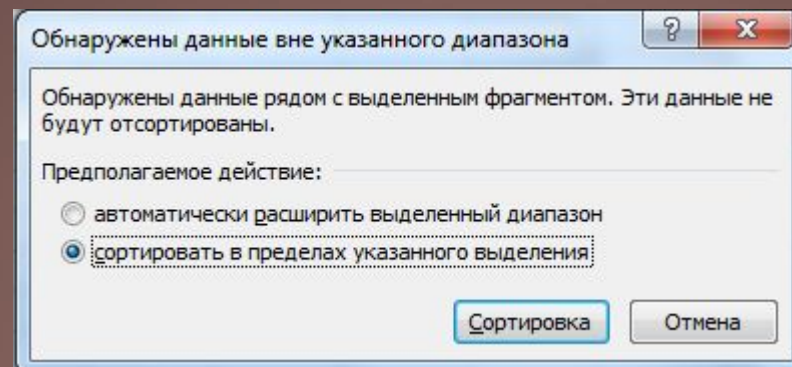 Обнаружены данные вне указанного диапазона
Обнаружены данные рядом с выделенным фрагментом. Эти данные не
будут отсортированы.
Предполагаемое действие:
автоматически расширить выделенный диапазон
сортировать в пределах указанного выделения
Сортировка Отмена